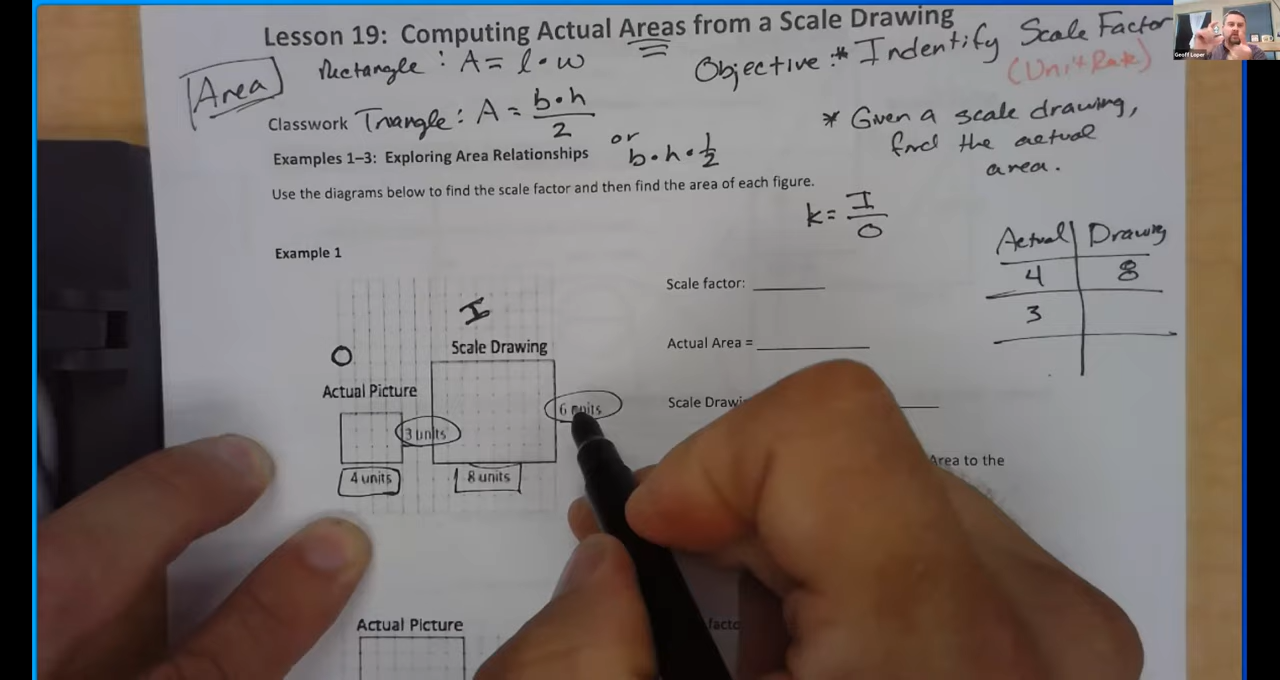 Lesson 19: Computing Actual Areas from a Scale Drawing
Area
Rectangle : A = l • w
Objective : * Indentify Scale Factor
(Unit Rate)
Classwork
Triangle : A = b•h / 2
or b•h•1/2
* Given a scale drawing,
find the actual
area.
Examples 1–3: Exploring Area Relationships
Use the diagrams below to find the scale factor and then find the area of each figure.
k = I / O
Example 1
Actual | Drawing
4 | 8
3
Scale factor:
Actual Area =
Scale
Area to the
I
Scale Drawing
O
Actual Picture
3 units
6 units
4 units
8 units
Actual Picture
Geoff Loper